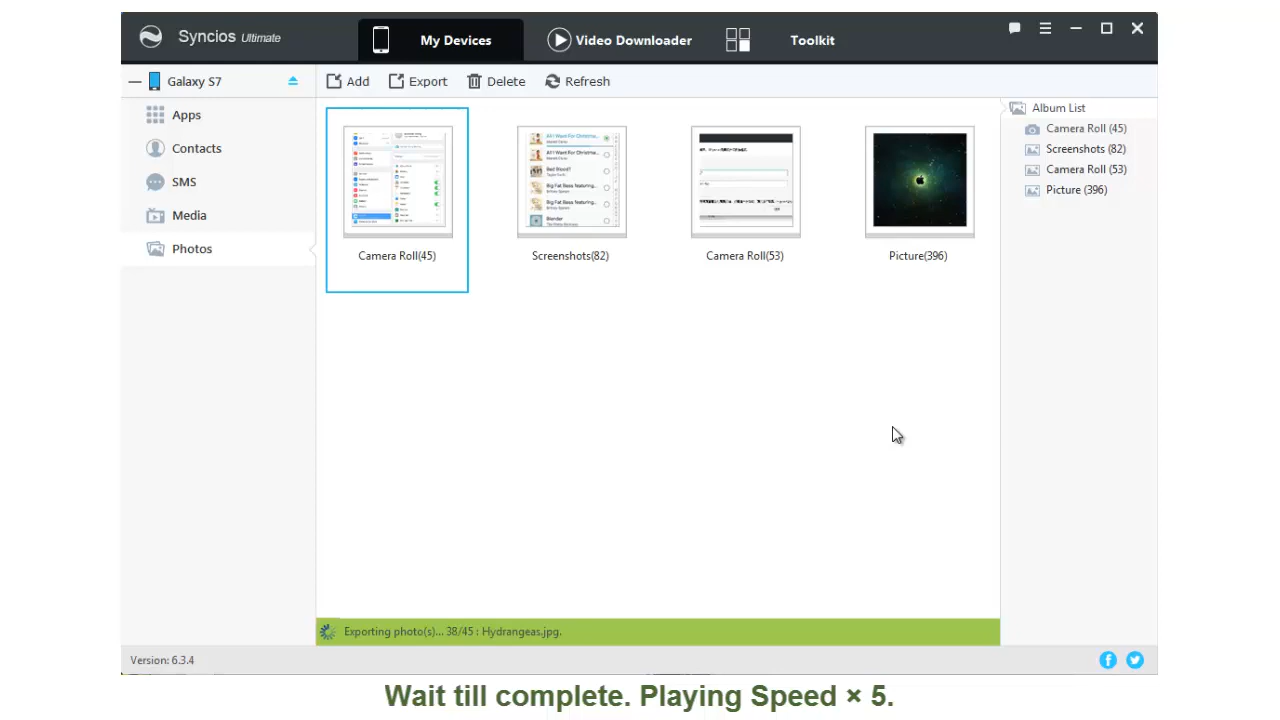 Syncios Ultimate
My Devices
Video Downloader
Toolkit
Galaxy S7
Add
Export
Delete
Refresh
Apps
Contacts
SMS
Media
Photos
Camera Roll(45)
Screenshots(82)
Camera Roll(53)
Picture(396)
Album List
Camera Roll (45)
Screenshots (82)
Camera Roll (53)
Picture (396)
Exporting photo(s)... 38/45 : Hydrangeas.jpg.
Version: 6.3.4
Wait till complete. Playing Speed × 5.